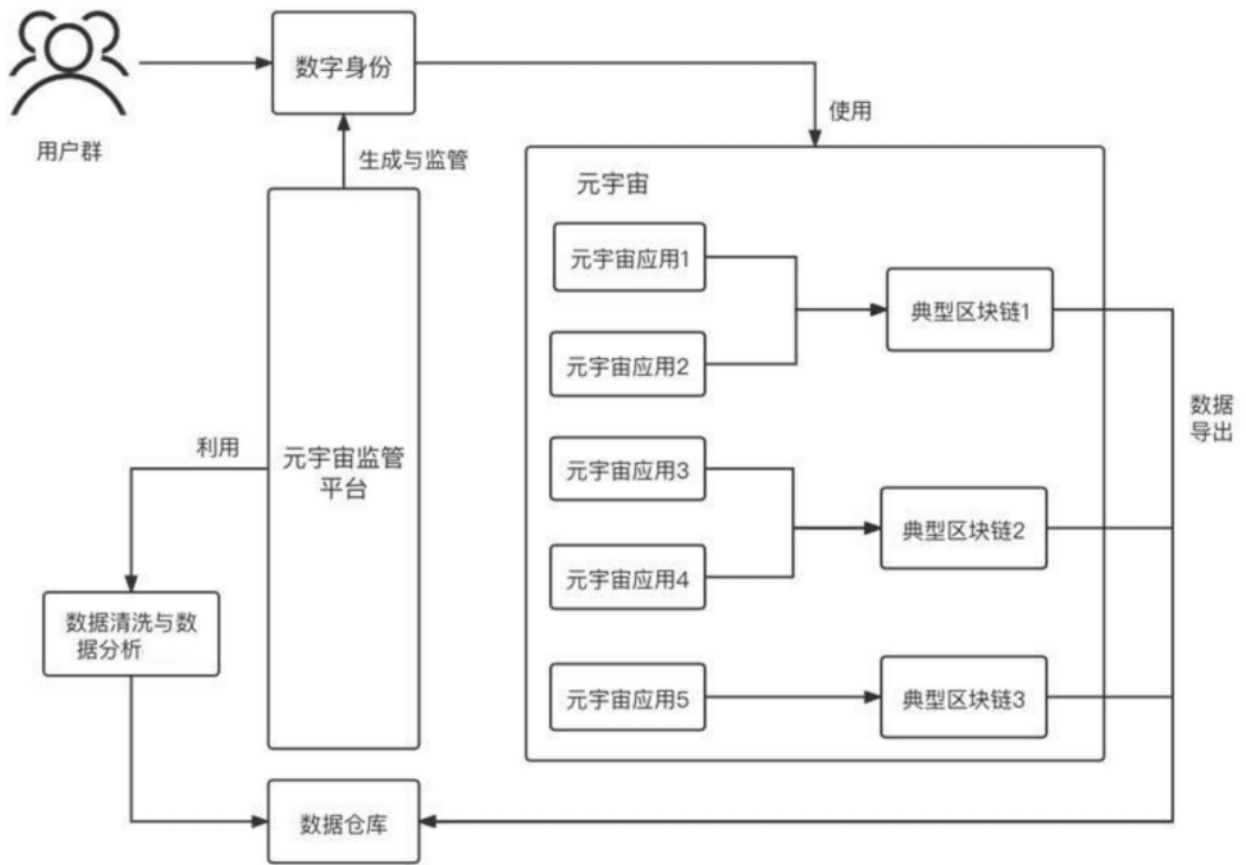 数字身份
用户群
使用
生成与监管
元宇宙
元宇宙应用1
典型区块链1
元宇宙应用2
数据
导出
利用
元宇宙监管
平台
元宇宙应用3
典型区块链2
元宇宙应用4
数据清洗与数
据分析
元宇宙应用5
典型区块链3
数据仓库